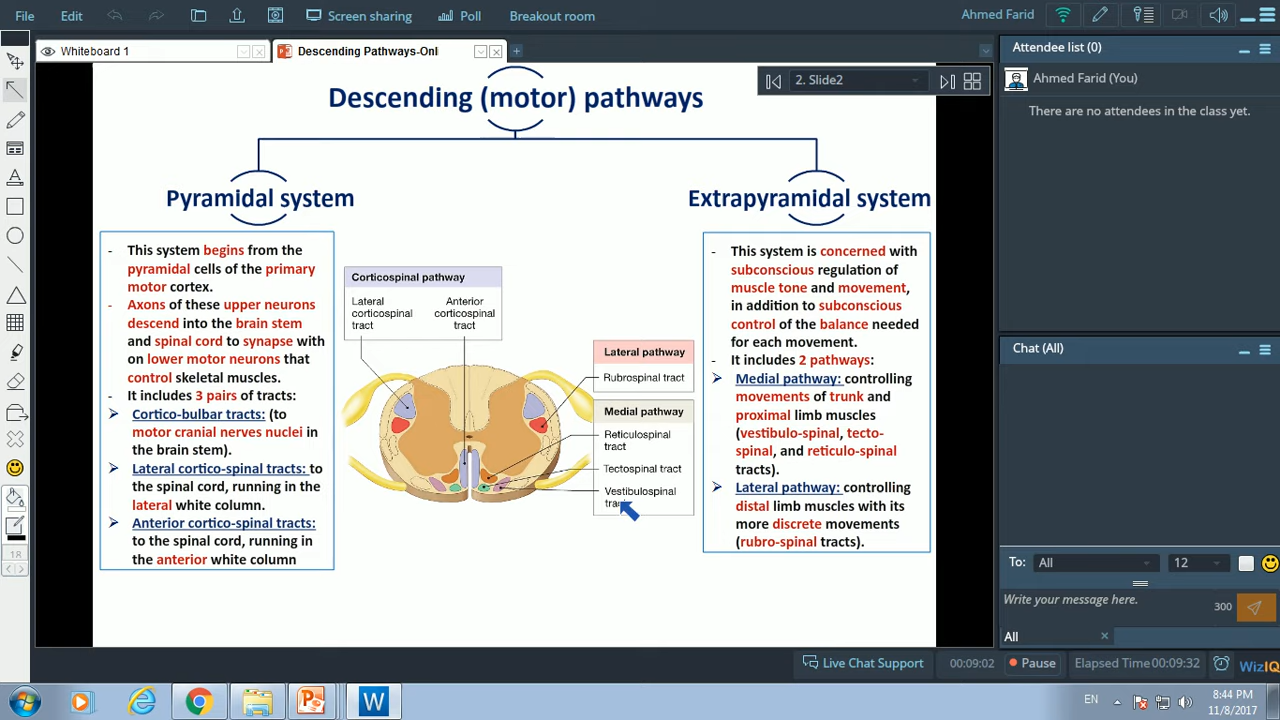 File Edit Screen sharing Poll Breakout room Ahmed Farid
Whiteboard 1 Descending Pathways-Onl
2. Slide2
Descending (motor) pathways
Pyramidal system
- This system begins from the
pyramidal cells of the primary
motor cortex.
- Axons of these upper neurons
descend into the brain stem
and spinal cord to synapse with
on lower motor neurons that
control skeletal muscles.
- It includes 3 pairs of tracts:
Cortico-bulbar tracts: (to
motor cranial nerves nuclei in
the brain stem).
Lateral cortico-spinal tracts: to
the spinal cord, running in the
lateral white column.
Anterior cortico-spinal tracts:
to the spinal cord, running in
the anterior white column
Corticospinal pathway
Lateral
corticospinal
tract
Anterior
corticospinal
tract
Lateral pathway
Rubrospinal tract
Medial pathway
Reticulospinal
tract
Tectospinal tract
Vestibulospinal
tract
Extrapyramidal system
- This system is concerned with
subconscious regulation of
muscle tone and movement,
in addition to subconscious
control of the balance needed
for each movement.
- It includes 2 pathways:
Medial pathway: controlling
movements of trunk and
proximal limb muscles
(vestibulo-spinal, tecto-
spinal, and reticulo-spinal
tracts).
Lateral pathway: controlling
distal limb muscles with its
more discrete movements
(rubro-spinal tracts).
Attendee list (0)
Ahmed Farid (You)
There are no attendees in the class yet.
Chat (All)
To: All 12
Write your message here. 300
All
Live Chat Support 00:09:02 Pause Elapsed Time 00:09:32 WizIQ
1R
EN 8:44 PM
11/8/2017